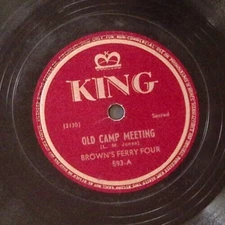 KING
[2135]
Sacred
OLD CAMP MEETING
(L. M. Jones)
BROWN'S FERRY FOUR
593-A